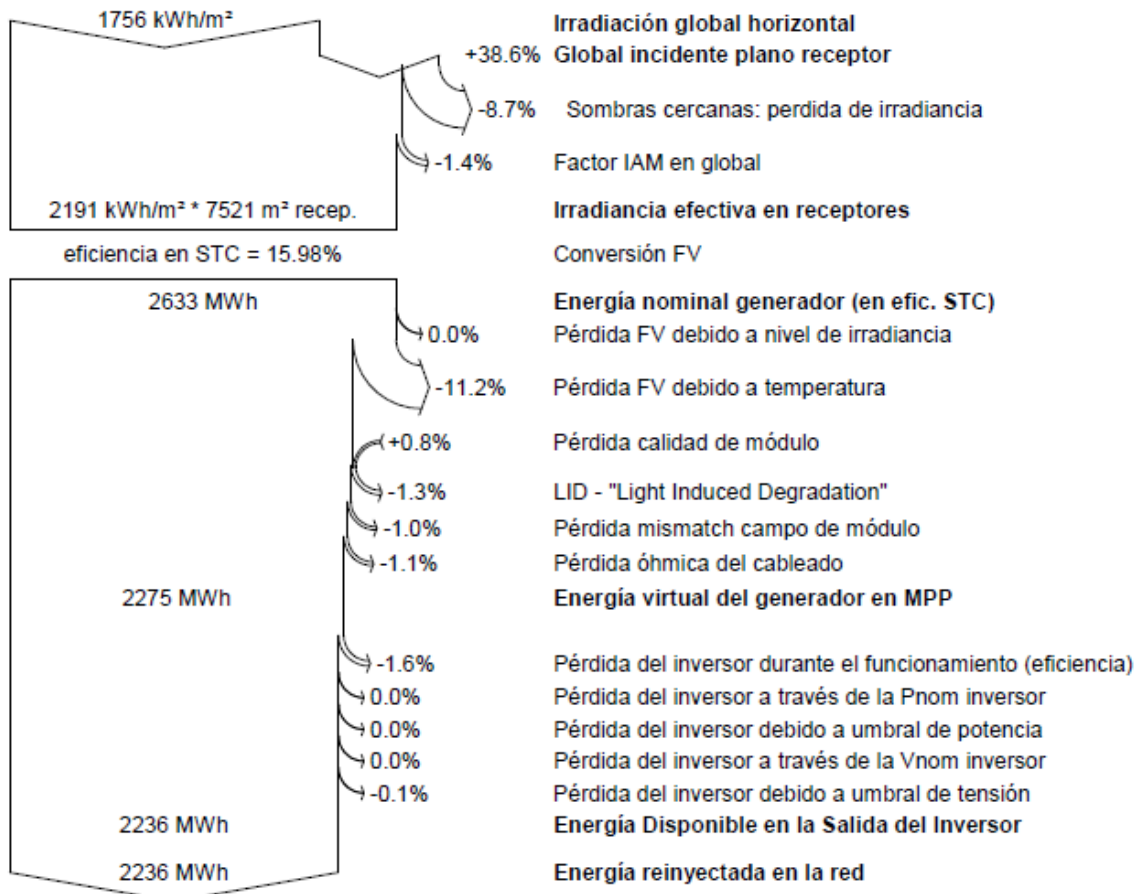 1756 kWh/m² Irradiación global horizontal
+38.6% Global incidente plano receptor
-8.7% Sombras cercanas: perdida de irradiancia
-1.4% Factor IAM en global
2191 kWh/m² * 7521 m² recep. Irradiancia efectiva en receptores
eficiencia en STC = 15.98% Conversión FV
2633 MWh Energía nominal generador (en efic. STC)
0.0% Pérdida FV debido a nivel de irradiancia
-11.2% Pérdida FV debido a temperatura
+0.8% Pérdida calidad de módulo
-1.3% LID - "Light Induced Degradation"
-1.0% Pérdida mismatch campo de módulo
-1.1% Pérdida óhmica del cableado
2275 MWh Energía virtual del generador en MPP
-1.6% Pérdida del inversor durante el funcionamiento (eficiencia)
0.0% Pérdida del inversor a través de la Pnom inversor
0.0% Pérdida del inversor debido a umbral de potencia
0.0% Pérdida del inversor a través de la Vnom inversor
-0.1% Pérdida del inversor debido a umbral de tensión
2236 MWh Energía Disponible en la Salida del Inversor
2236 MWh Energía reinyectada en la red